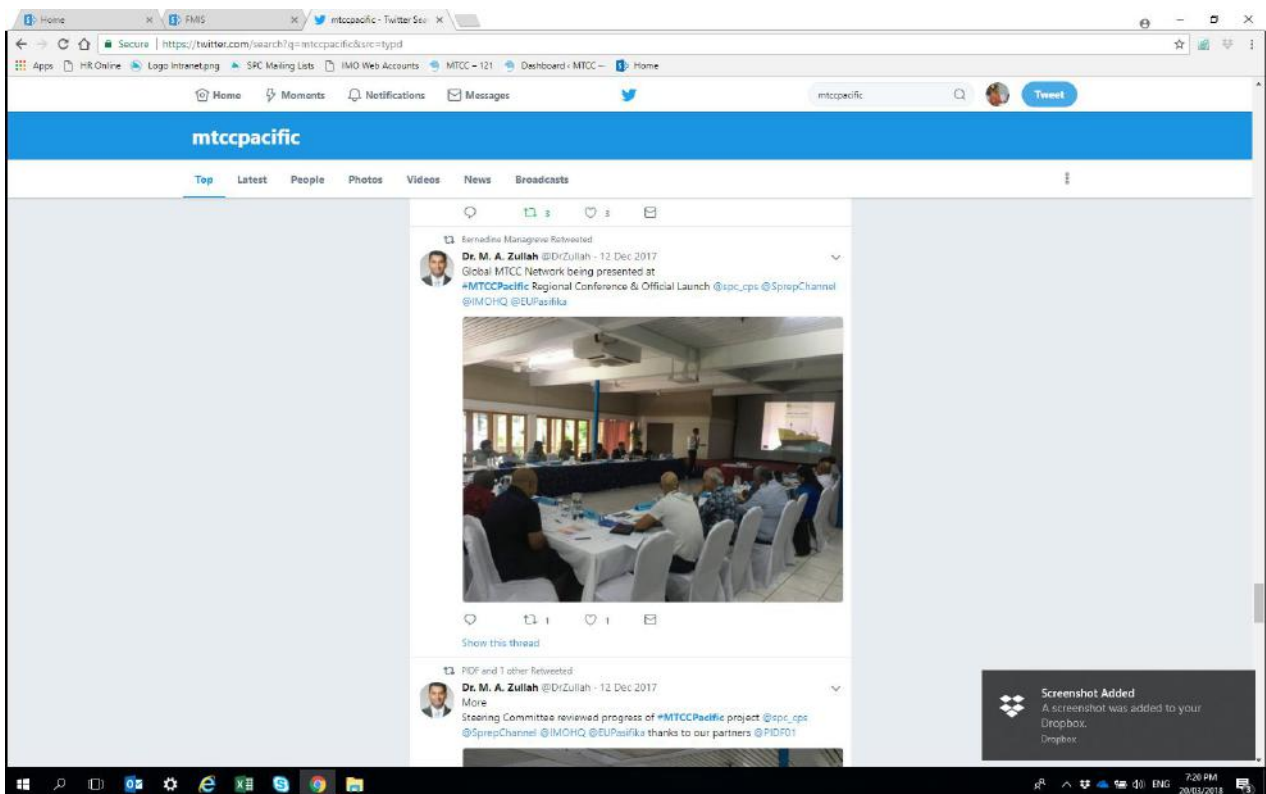 Home
FMIS
mtccpacific - Twitter Sea
Secure | https://twitter.com/search?q=mtccpacific&src=typd
Apps HR Online Logo Intranet.png SPC Mailing Lists IMO Web Accounts MTCC – 121 Dashboard ‹ MTCC — Home
Home Moments Notifications Messages
mtccpacific
Tweet
mtccpacific
Top Latest People Photos Videos News Broadcasts
3 3
Bernadine Managreve Retweeted
Dr. M. A. Zullah @DrZullah - 12 Dec 2017
Global MTCC Network being presented at
#MTCCPacific Regional Conference & Official Launch @spc_cps @SprepChannel
@IMOHQ @EUPasifika
1 1
Show this thread
PIDF and 1 other Retweeted
Dr. M. A. Zullah @DrZullah - 12 Dec 2017
More
Steering Committee reviewed progress of #MTCCPacific project @spc_cps
@SprepChannel @IMOHQ @EUPasifika thanks to our partners @PIDF01
Screenshot Added
A screenshot was added to your
Dropbox.
Dropbox
ENG
7:20 PM
20/03/2018
3